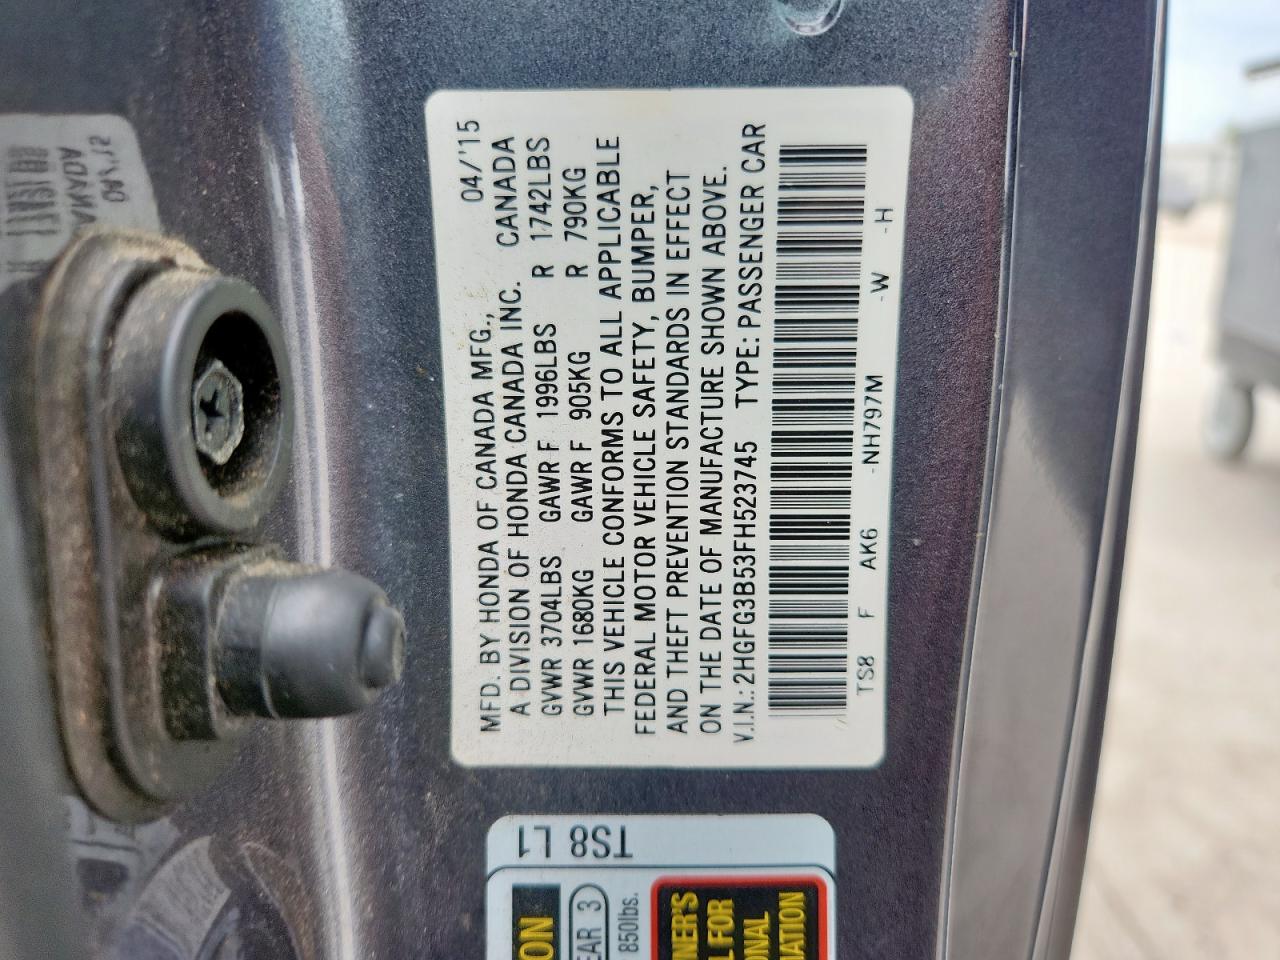 MFD. BY HONDA OF CANADA MFG., 04/'15
A DIVISION OF HONDA CANADA INC. CANADA
GVWR 3704LBS GAWR F 1996LBS R 1742LBS
GVWR 1680KG GAWR F 905KG R 790KG
THIS VEHICLE CONFORMS TO ALL APPLICABLE
FEDERAL MOTOR VEHICLE SAFETY, BUMPER,
AND THEFT PREVENTION STANDARDS IN EFFECT
ON THE DATE OF MANUFACTURE SHOWN ABOVE.
V.I.N.: 2HGFG3B53FH523745 TYPE: PASSENGER CAR
TS8 F AK6 -NH797M -W -H
TS8 L1
EAR 3
850lbs.